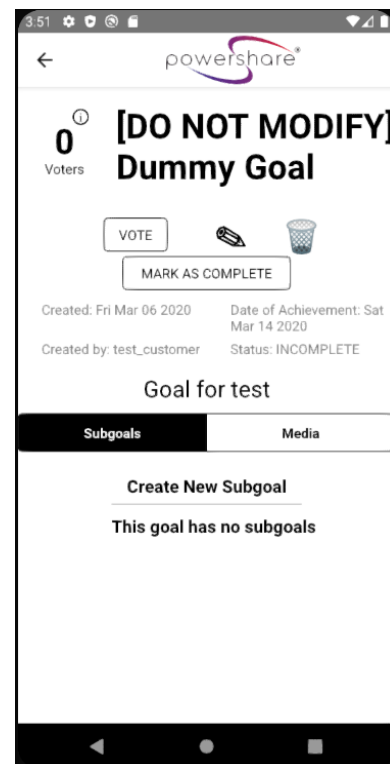 3:51
powershare®
0
Voters
[DO NOT MODIFY]
Dummy Goal
VOTE
MARK AS COMPLETE
Created: Fri Mar 06 2020
Date of Achievement: Sat
Mar 14 2020
Created by: test_customer
Status: INCOMPLETE
Goal for test
Subgoals
Media
Create New Subgoal
This goal has no subgoals